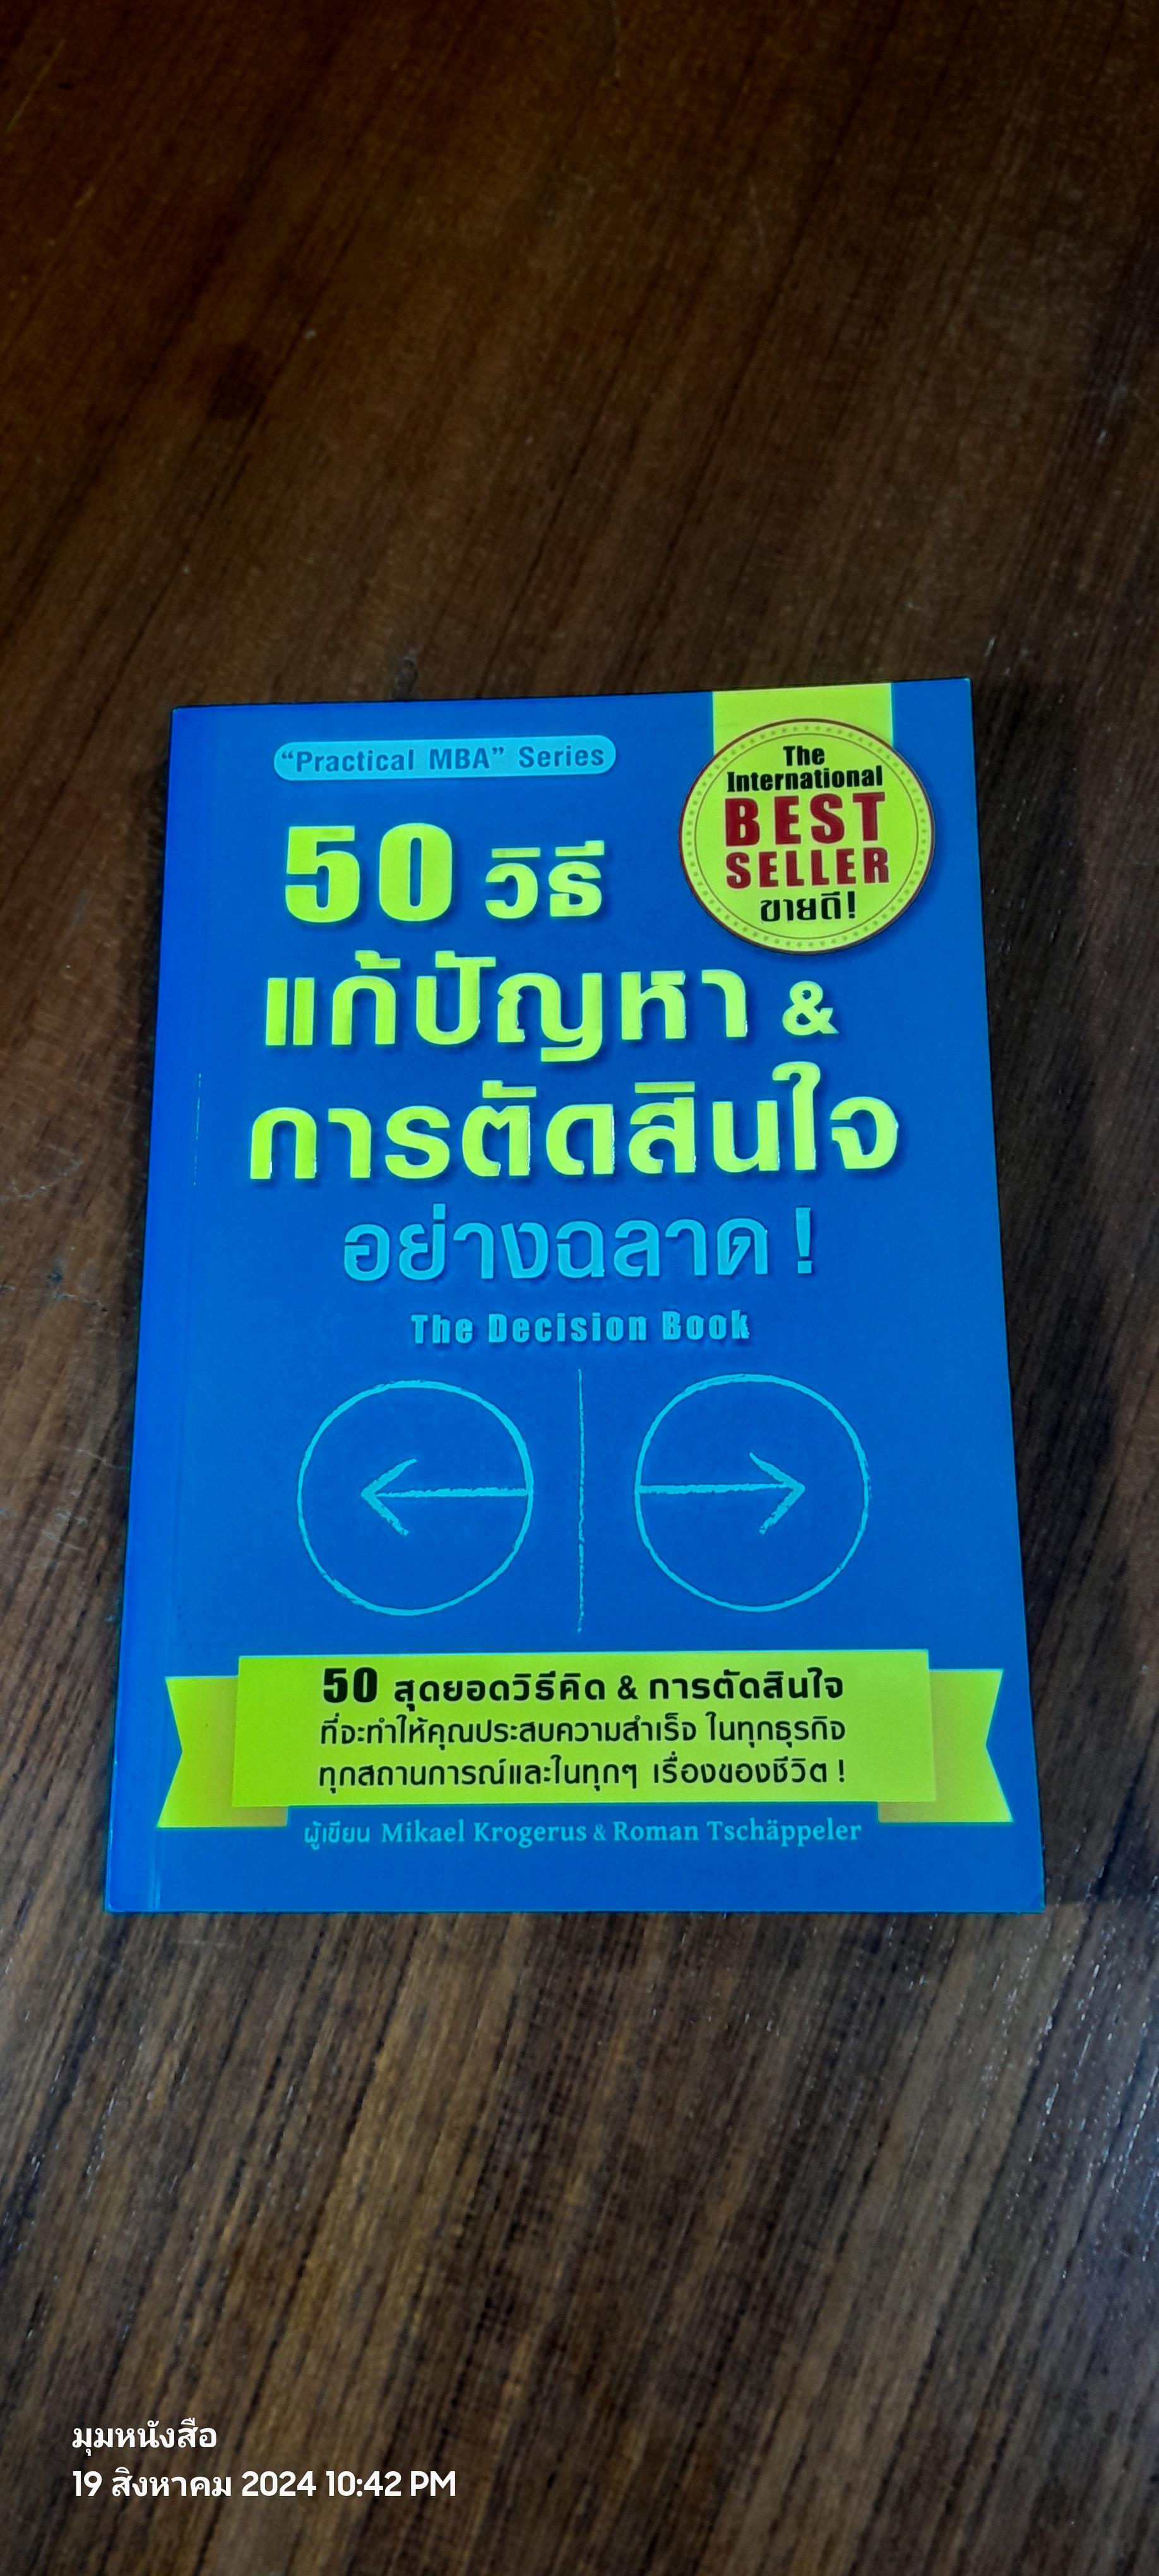 “Practical MBA” Series
The
International
BEST
SELLER
ขายดี!
50 วิธี
แก้ปัญหา &
การตัดสินใจ
อย่างฉลาด !
The Decision Book
50 สุดยอดวิธีคิด & การตัดสินใจ
ที่จะทำให้คุณประสบความสำเร็จ ในทุกธุรกิจ
ทุกสถานการณ์และในทุกๆ เรื่องของชีวิต !
ผู้เขียน Mikael Krogerus & Roman Tschäppeler
มุมหนังสือ
19 สิงหาคม 2024 10:42 PM